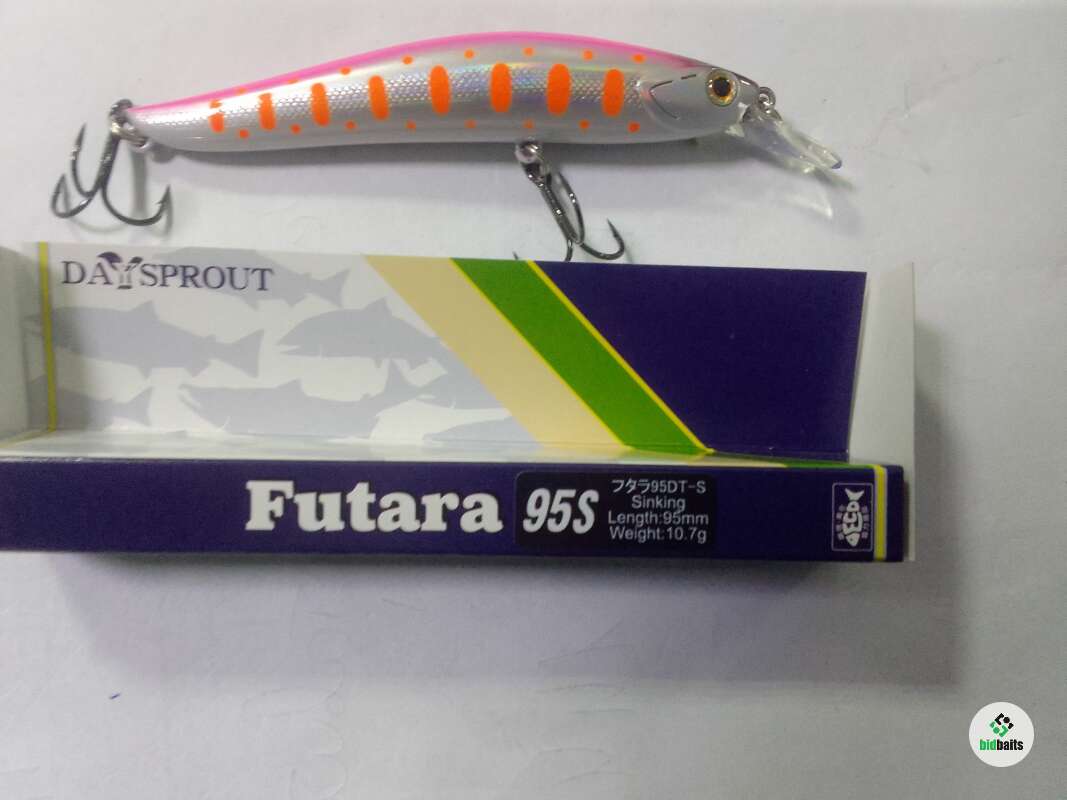 DAYSPROUT
Futara
95S
フタラ95DT-S
Sinking
Length:95mm
Weight:10.7g
bidbaits